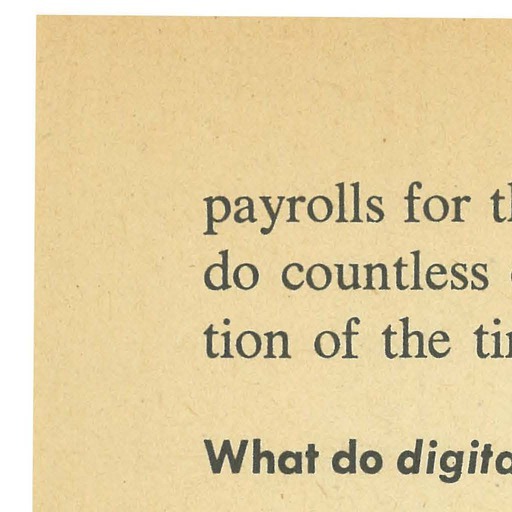 payrolls for
do countless
tion of the
What do